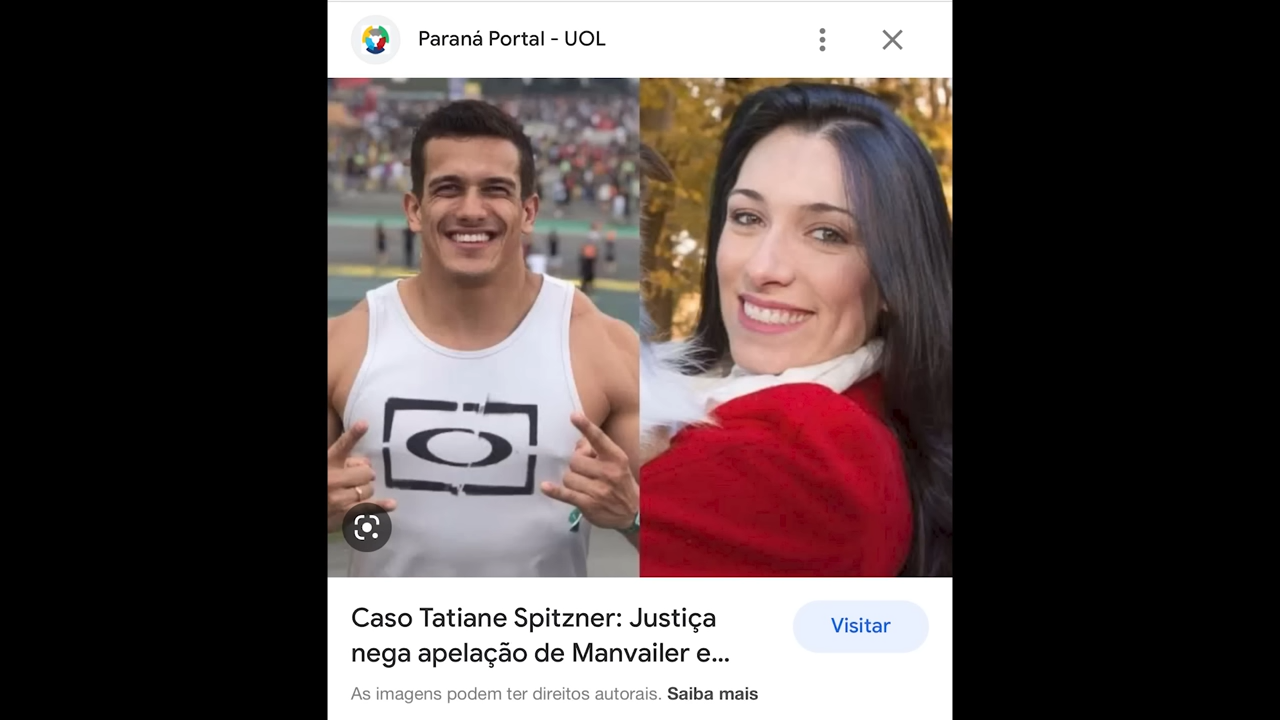 Paraná Portal - UOL
Caso Tatiane Spitzner: Justiça
nega apelação de Manvailer e...
Visitar
As imagens podem ter direitos autorais. Saiba mais